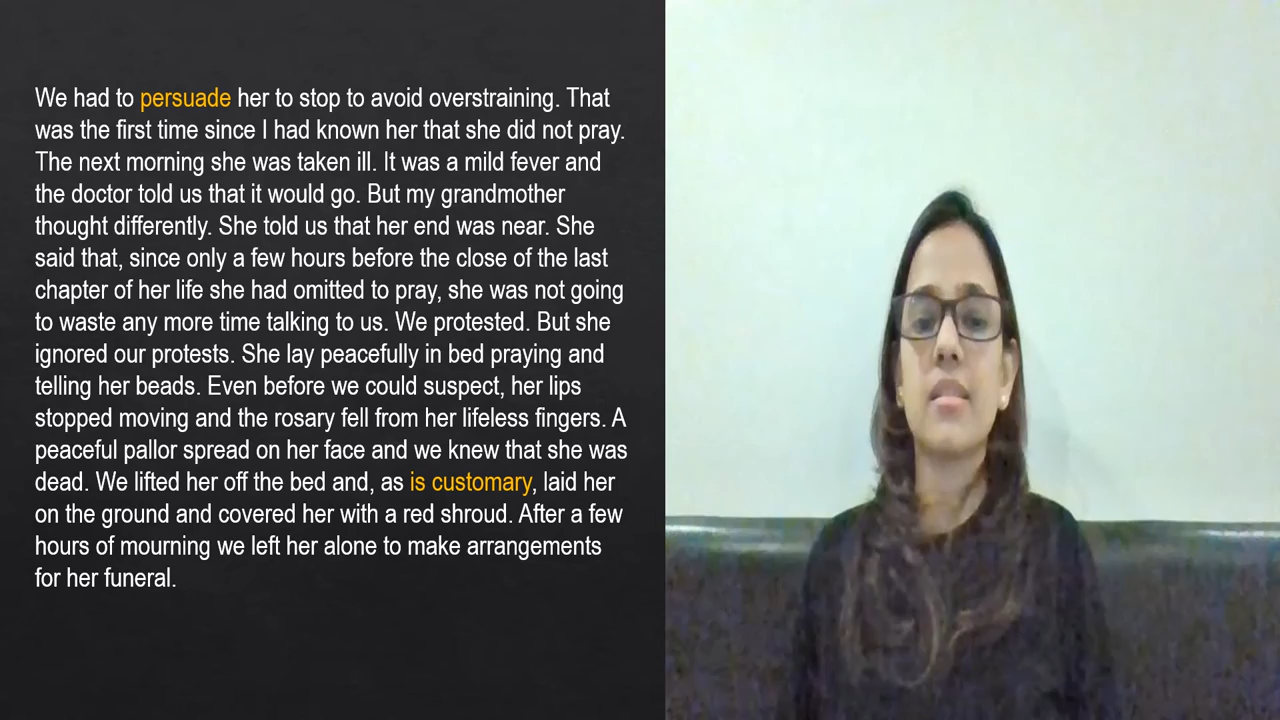 We had to persuade her to stop to avoid overstraining. That
was the first time since I had known her that she did not pray.
The next morning she was taken ill. It was a mild fever and
the doctor told us that it would go. But my grandmother
thought differently. She told us that her end was near. She
said that, since only a few hours before the close of the last
chapter of her life she had omitted to pray, she was not going
to waste any more time talking to us. We protested. But she
ignored our protests. She lay peacefully in bed praying and
telling her beads. Even before we could suspect, her lips
stopped moving and the rosary fell from her lifeless fingers. A
peaceful pallor spread on her face and we knew that she was
dead. We lifted her off the bed and, as is customary, laid her
on the ground and covered her with a red shroud. After a few
hours of mourning we left her alone to make arrangements
for her funeral.